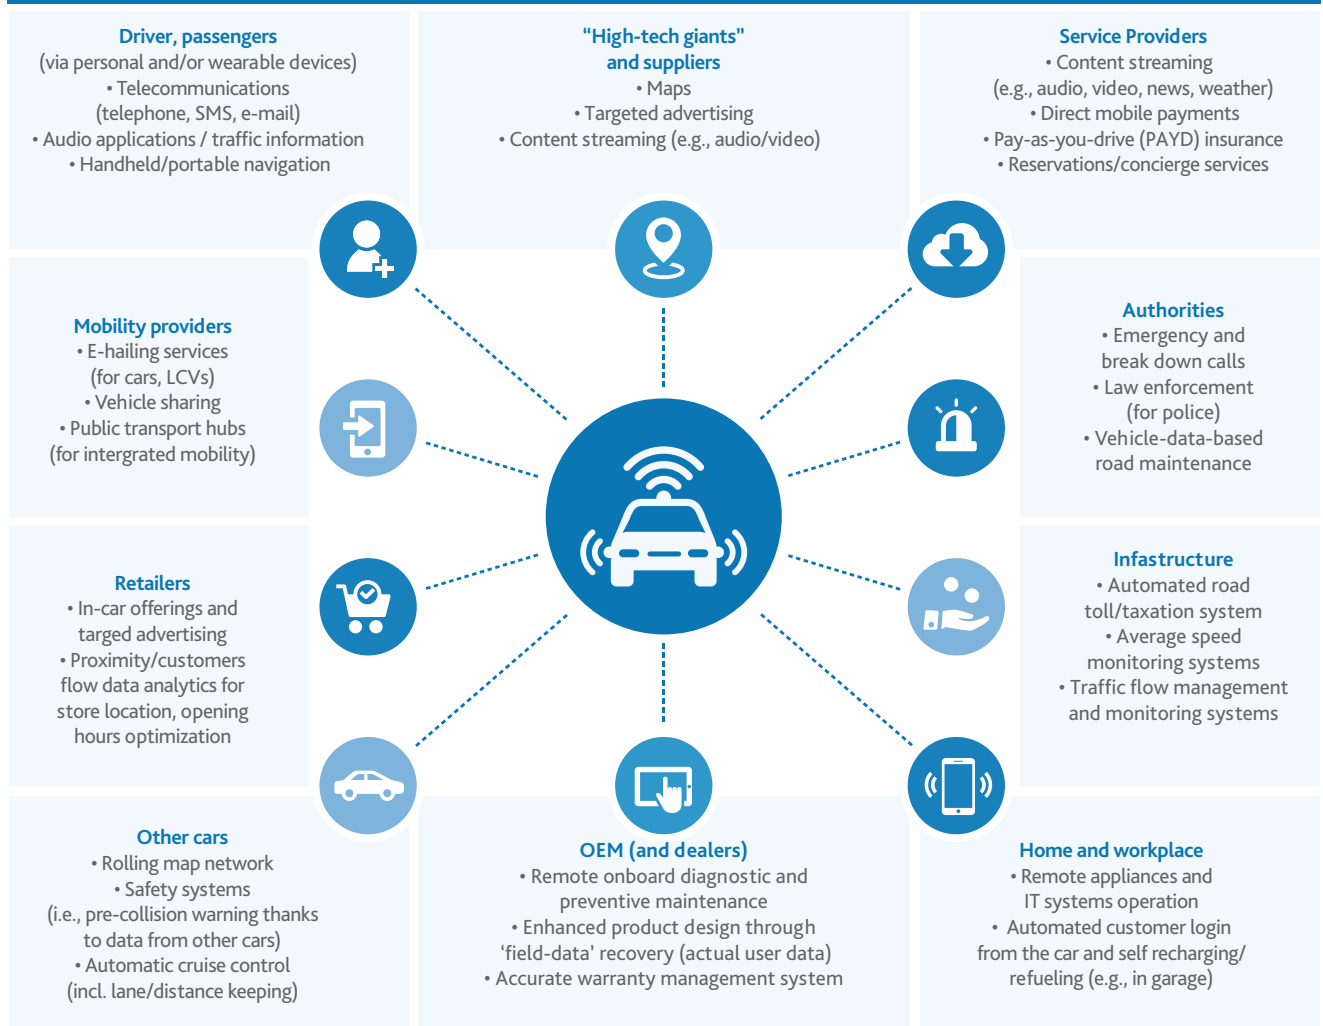 Driver, passengers
(via personal and/or wearable devices)
• Telecommunications
(telephone, SMS, e-mail)
• Audio applications / traffic information
• Handheld/portable navigation
“High-tech giants”
and suppliers
• Maps
• Targeted advertising
• Content streaming (e.g., audio/video)
Service Providers
• Content streaming
(e.g., audio, video, news, weather)
• Direct mobile payments
• Pay-as-you-drive (PAYD) insurance
• Reservations/concierge services
Mobility providers
• E-hailing services
(for cars, LCVs)
• Vehicle sharing
• Public transport hubs
(for intergrated mobility)
Authorities
• Emergency and
break down calls
• Law enforcement
(for police)
• Vehicle-data-based
road maintenance
Retailers
• In-car offerings and
targed advertising
• Proximity/customers
flow data analytics for
store location, opening
hours optimization
Infastructure
• Automated road
toll/taxation system
• Average speed
monitoring systems
• Traffic flow management
and monitoring systems
Other cars
• Rolling map network
• Safety systems
(i.e., pre-collision warning thanks
to data from other cars)
• Automatic cruise control
(incl. lane/distance keeping)
OEM (and dealers)
• Remote onboard diagnostic and
preventive maintenance
• Enhanced product design through
‘field-data’ recovery (actual user data)
• Accurate warranty management system
Home and workplace
• Remote appliances and
IT systems operation
• Automated customer login
from the car and self recharging/
refueling (e.g., in garage)